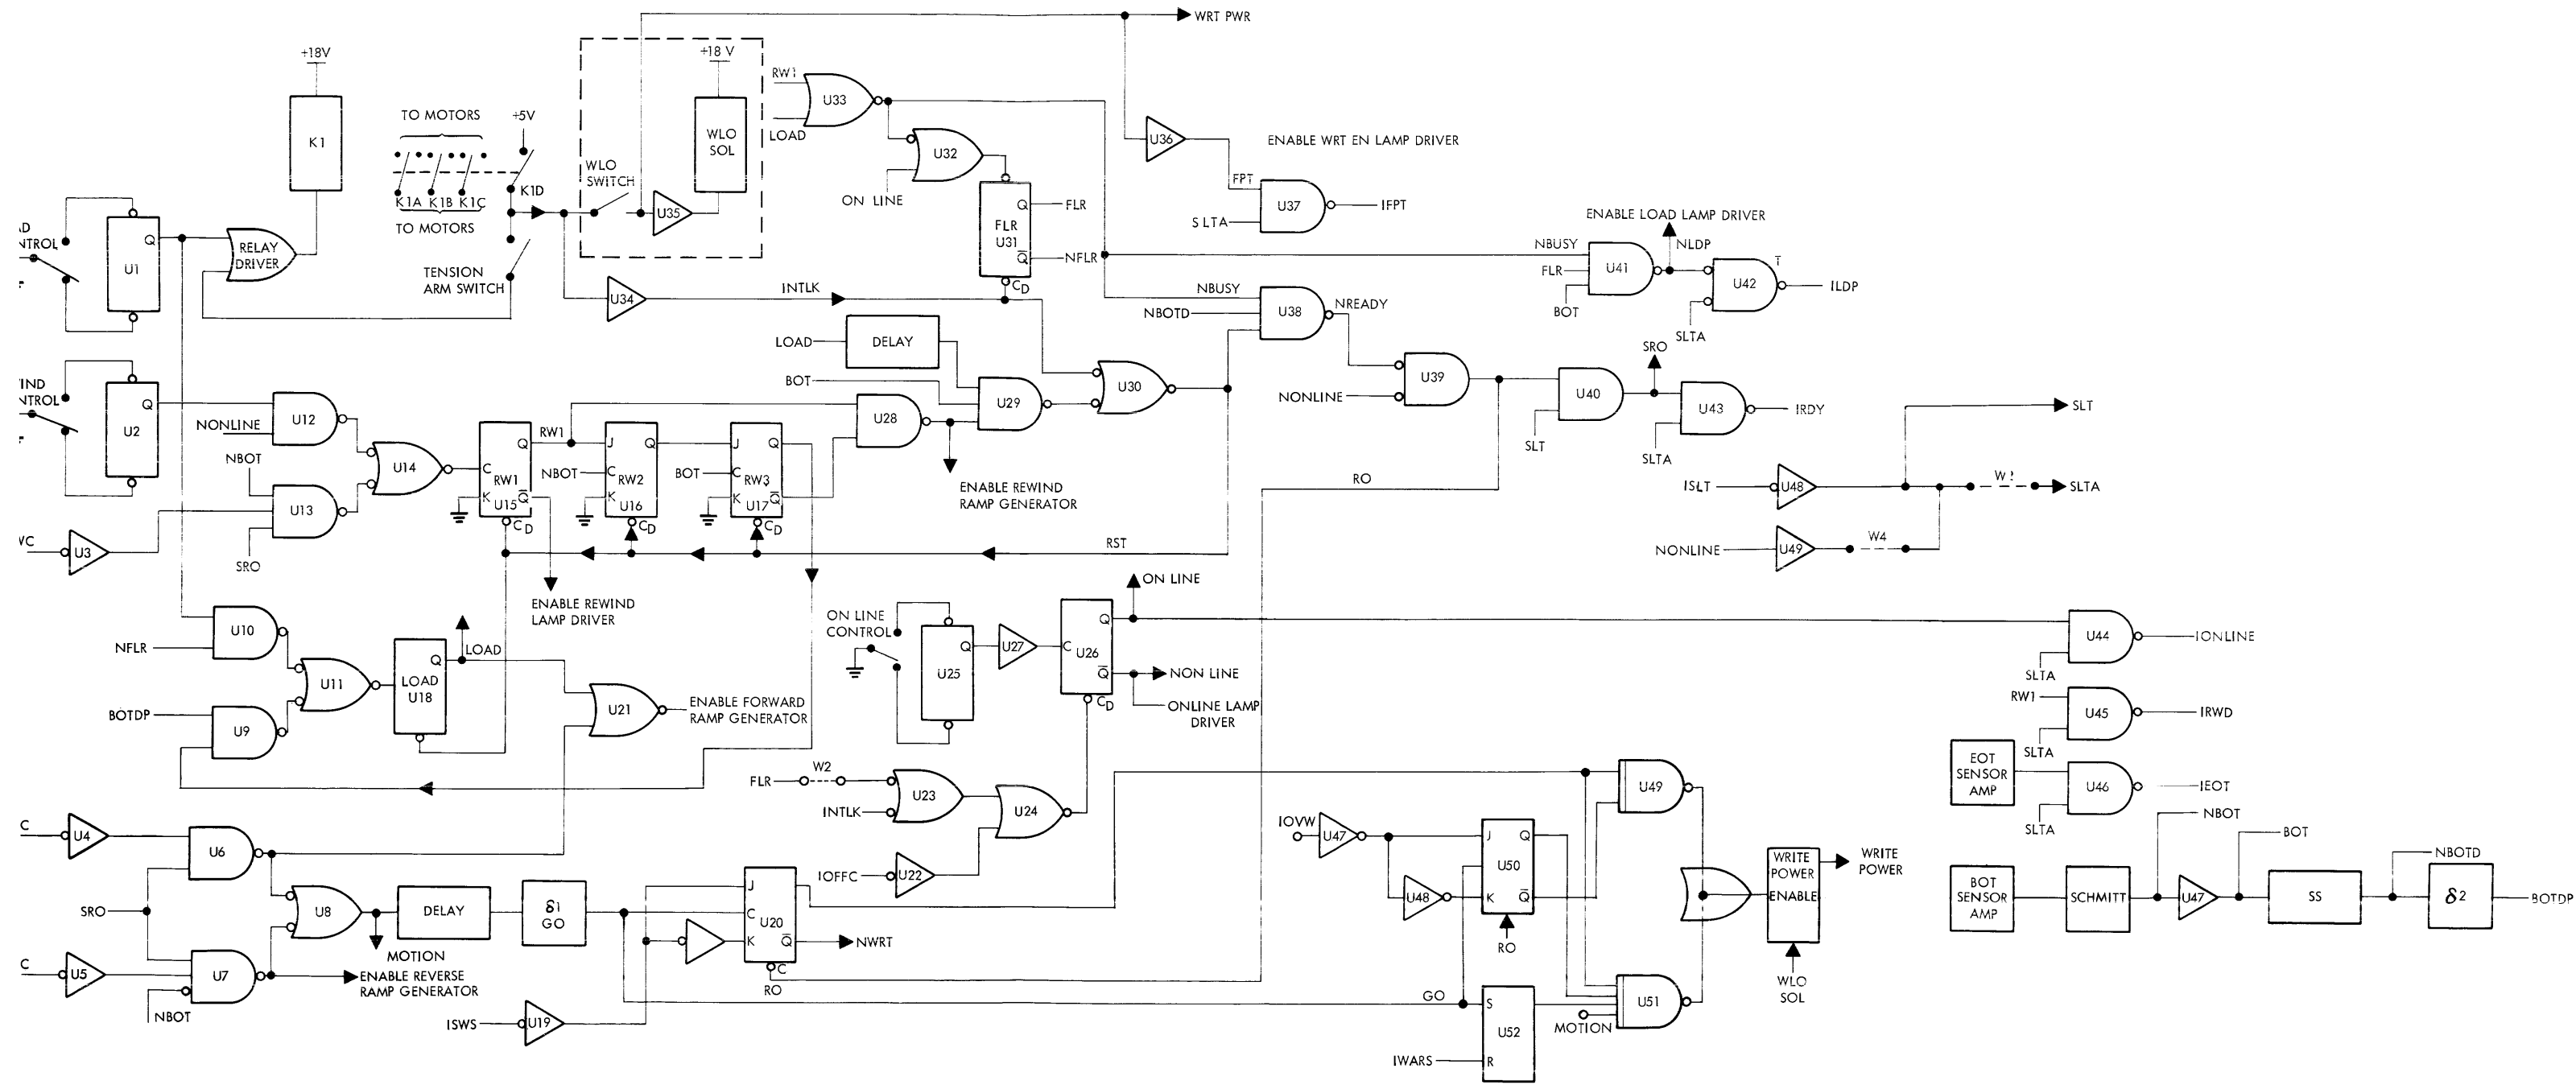 WRT PWR
+18V
K1
TO MOTORS
+5V
K1A K1B K1C
K1D
TO MOTORS
TENSION
ARM SWITCH
WLO
SWITCH
+18 V
WLO
SOL
U35
RW1
LOAD
U33
U32
ON LINE
Q
FLR
FLR
U31
Q
NFLR
CD
U36
ENABLE WRT EN LAMP DRIVER
FPT
SLTA
U37
IFPT
NTROL
U1
Q
RELAY
DRIVER
U34
INTLK
ENABLE LOAD LAMP DRIVER
NBUSY
FLR
BOT
U41
NLDP
T
U42
SLTA
ILDP
NBUSY
NBOTD
U38
NREADY
LOAD
DELAY
BOT
U30
NONLINE
U39
SRO
U40
SLT
U43
SLTA
IRDY
IND
NTROL
U2
Q
NONLINE
U12
NBOT
U13
SRO
U14
U3
C
RW1
K
U15
Q
Q
CD
RW1
J
C
K
RW2
U16
Q
CD
NBOT
J
C
K
RW3
U17
Q
Q
CD
BOT
U28
U29
ENABLE REWIND
RAMP GENERATOR
RO
RST
SLT
ISLT
U48
SLTA
NONLINE
U49
W4
ENABLE REWIND
LAMP DRIVER
U10
NFLR
U11
BOTDP
U9
LOAD
U18
Q
LOAD
U21
ENABLE FORWARD
RAMP GENERATOR
ON LINE
CONTROL
U25
Q
U27
C
U26
Q
Q
CD
ON LINE
NON LINE
ONLINE LAMP
DRIVER
U44
SLTA
IONLINE
RW1
U45
SLTA
IRWD
EOT
SENSOR
AMP
U46
SLTA
IEOT
FLR
W2
INTLK
U23
U24
IOFFC
U22
C
U4
U6
SRO
C
U5
U7
NBOT
U8
MOTION
ENABLE REVERSE
RAMP GENERATOR
DELAY
δ1
GO
J
C
K
U20
Q
C
NWRT
RO
ISWS
U19
IOVW
U47
U48
J
K
U50
Q
Q
RO
U49
GO
S
R
U52
IWARS
MOTION
U51
WRITE
POWER
ENABLE
WRITE
POWER
WLO
SOL
BOT
SENSOR
AMP
SCHMITT
NBOT
U47
BOT
SS
NBOTD
δ2
BOTDP